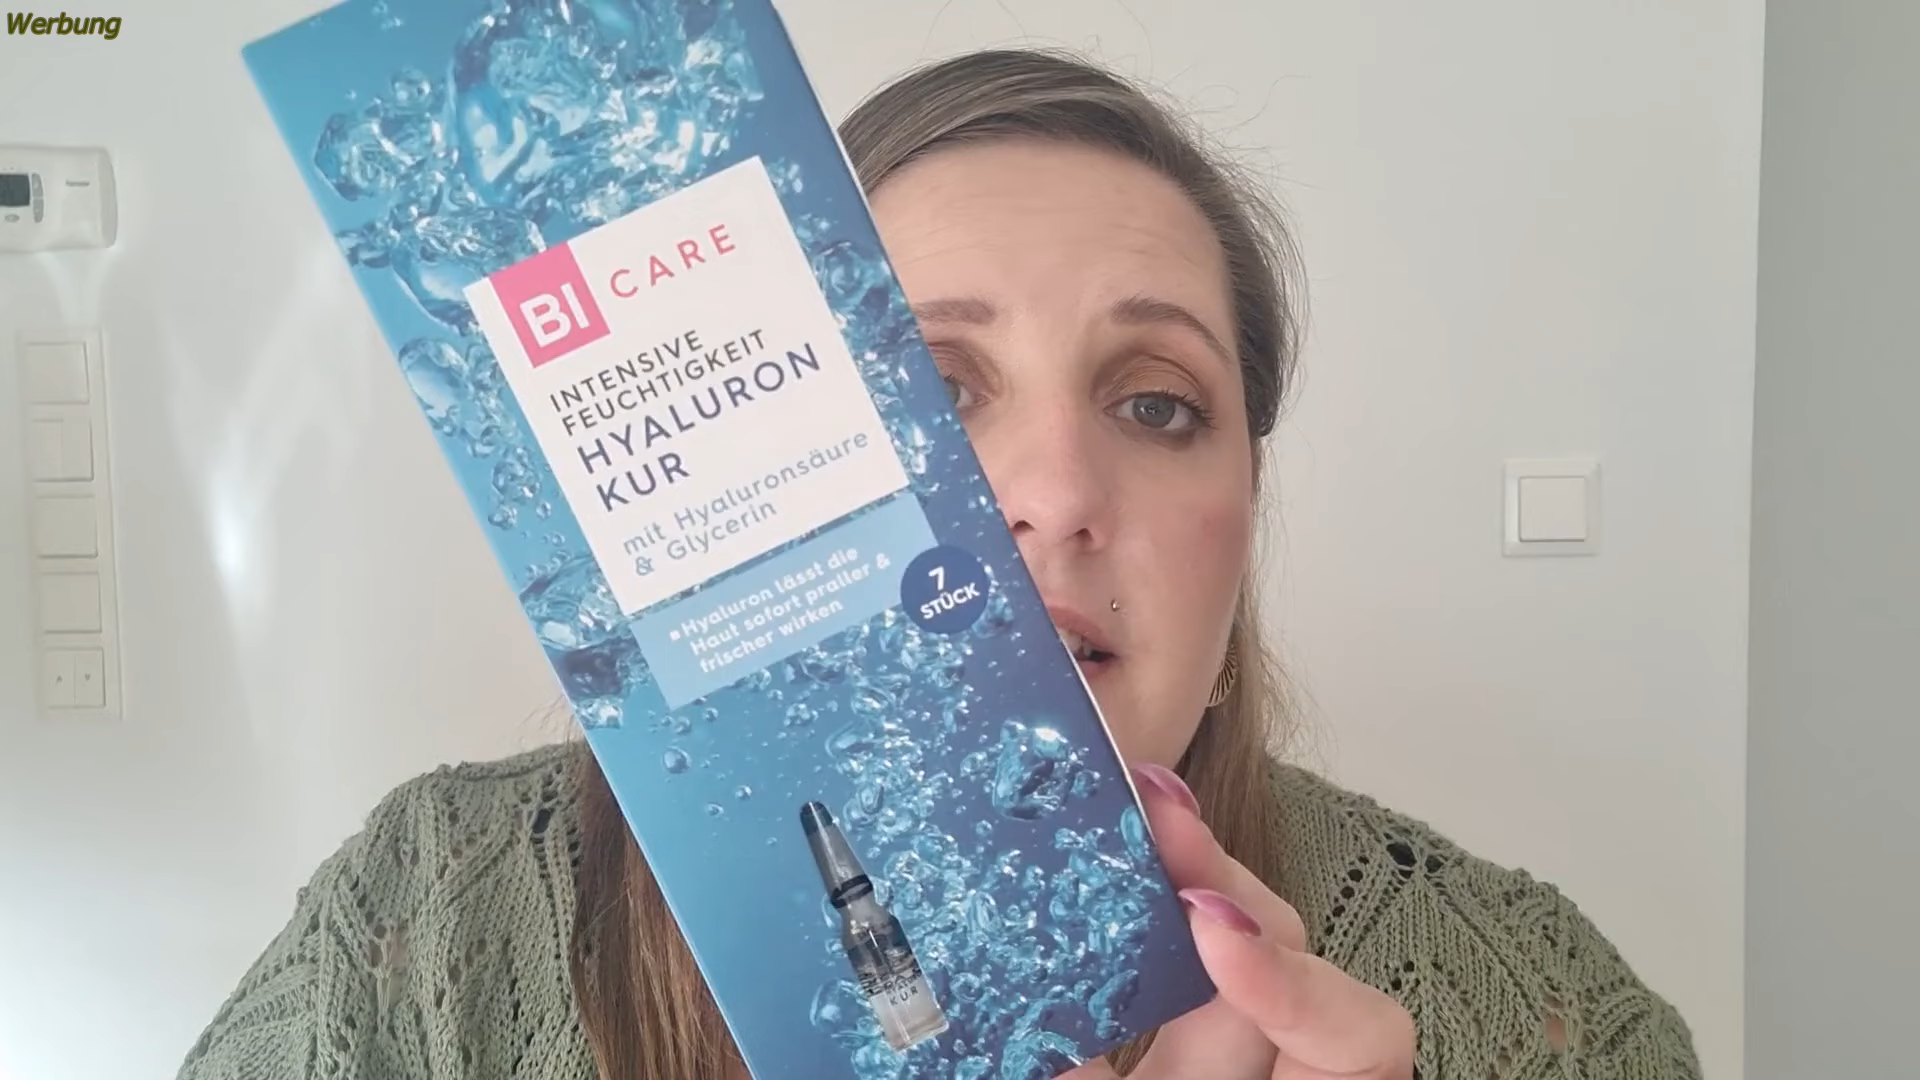 Werbung
BI CARE
INTENSIVE
FEUCHTIGKEIT
HYALURON
KUR
mit Hyaluronsäure
& Glycerin
Hyaluron lässt die
Haut sofort praller &
frischer wirken
7
STÜCK
KUR